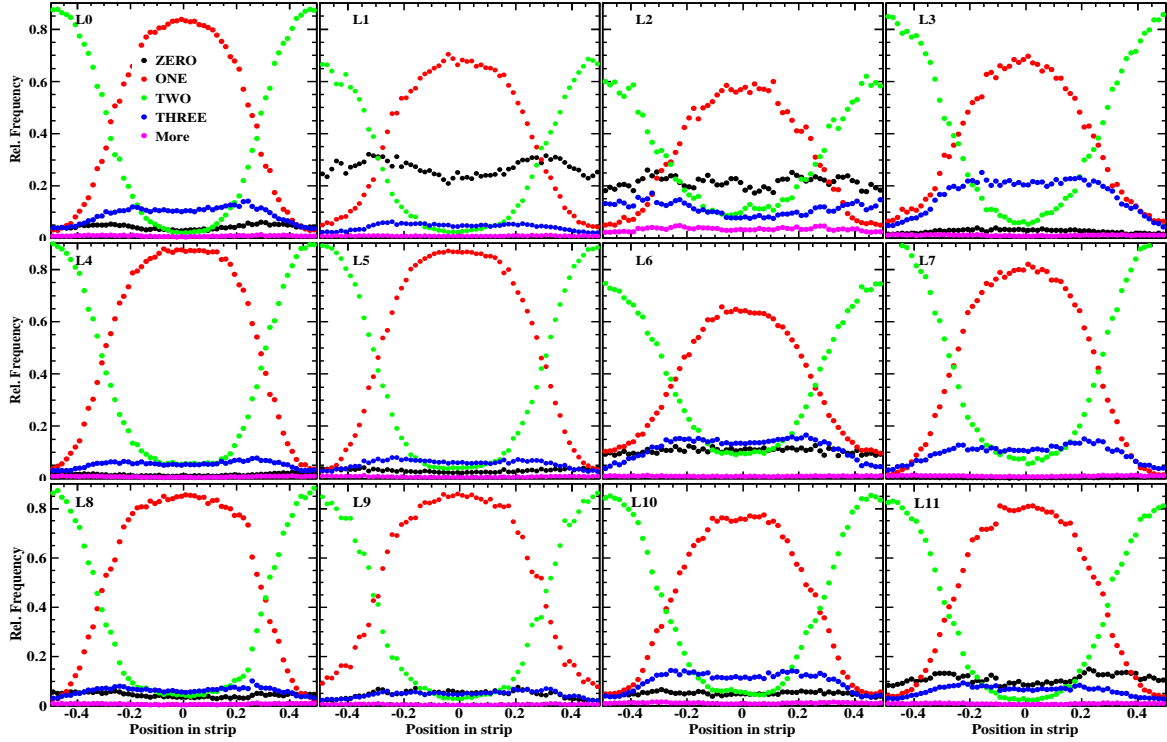 L0 L1 L2 L3
0.8
ZERO
ONE
TWO
THREE
More
0.6
0.4
0.2
0
Rel. Frequency
L4 L5 L6 L7
0.8
0.6
0.4
0.2
0
Rel. Frequency
L8 L9 L10 L11
0.8
0.6
0.4
0.2
0
Rel. Frequency
-0.4 -0.2 0 0.2 0.4 -0.4 -0.2 0 0.2 0.4 -0.4 -0.2 0 0.2 0.4 -0.4 -0.2 0 0.2 0.4
Position in strip Position in strip Position in strip Position in strip